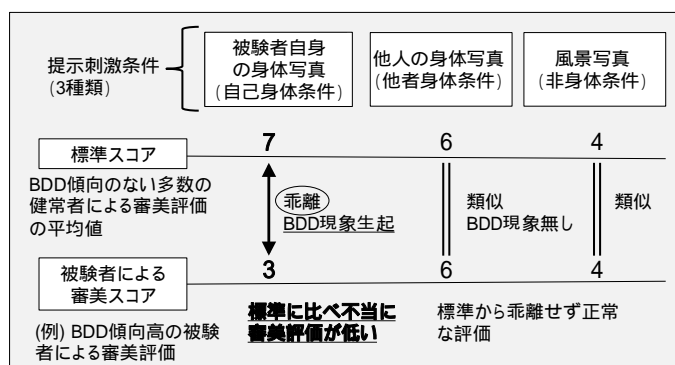 提示刺激条件
(3種類)
被験者自身
の身体写真
(自己身体条件)
他人の身体写真
(他者身体条件)
風景写真
(非身体条件)
標準スコア
7
6
4
BDD傾向のない多数の
健常者による審美評価
の平均値
乖離
BDD現象生起
類似
BDD現象無し
類似
被験者による
審美スコア
3
6
4
(例) BDD傾向高の被験
者による審美評価
標準に比べ不当に
審美評価が低い
標準から乖離せず正常
な評価